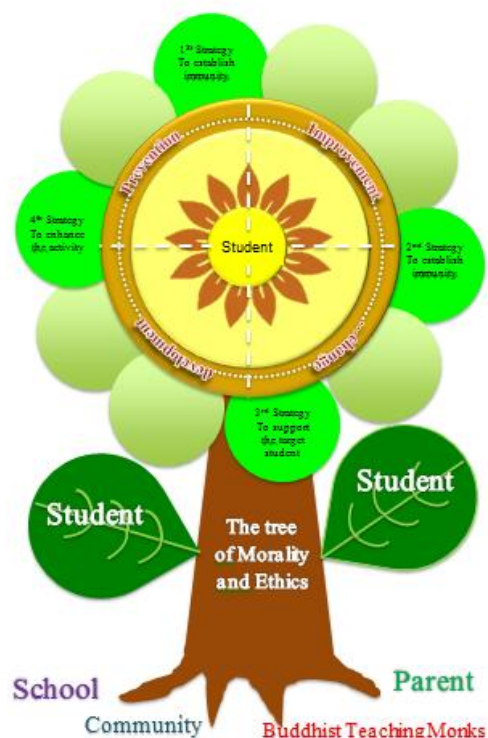 1st Strategy
To establish
immunity.
Prevention
Improvement
4th Strategy
To enhance
the activity
Student
2nd Strategy
To establish
immunity.
development
....change
3rd Strategy
To support
the target
student
Student
Student
The tree
of Morality
and Ethics
School
Parent
Community
Buddhist Teaching Monks